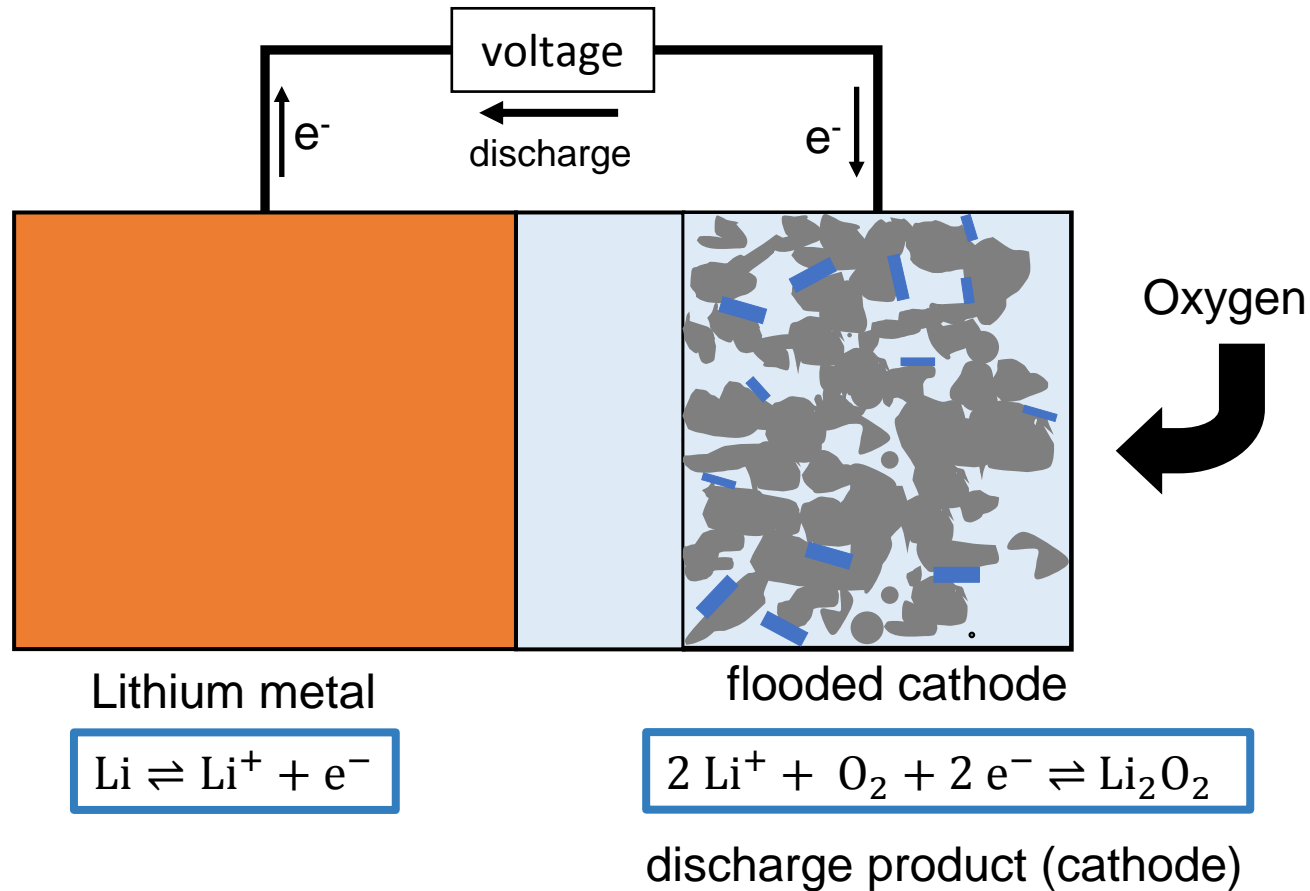 voltage
e⁻
discharge
e⁻
Oxygen
Lithium metal
flooded cathode
Li ⇌ Li⁺ + e⁻
2 Li⁺ + O₂ + 2 e⁻ ⇌ Li₂O₂
discharge product (cathode)